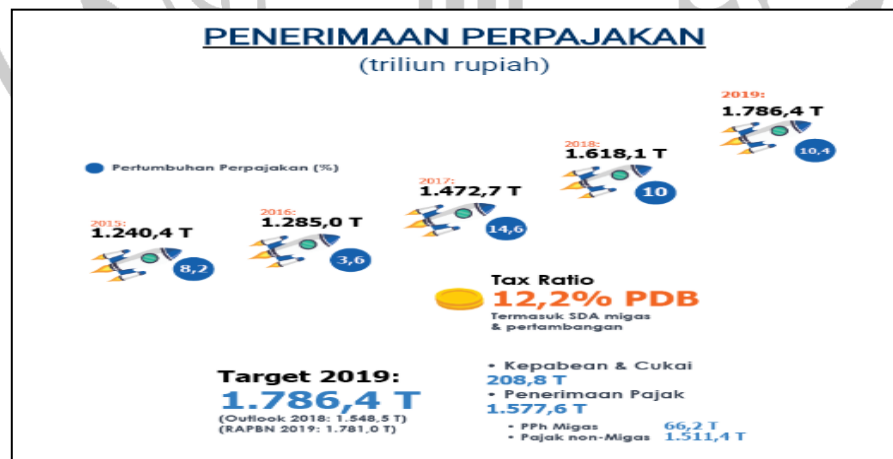 PENERIMAAN PERPAJAKAN
(triliun rupiah)
2019:
1.786,4 T
10,4
2018:
1.618,1 T
10
Pertumbuhan Perpajakan (%)
2017:
1.472,7 T
14,6
2016:
1.285,0 T
3,6
2015:
1.240,4 T
8,2
Tax Ratio
12,2% PDB
Termasuk SDA migas
& pertambangan
Target 2019:
1.786,4 T
(Outlook 2018: 1.548,5 T)
(RAPBN 2019: 1.781,0 T)
• Kepabean & Cukai
208,8 T
• Penerimaan Pajak
1.577,6 T
• PPh Migas 66,2 T
• Pajak non-Migas 1.511,4 T